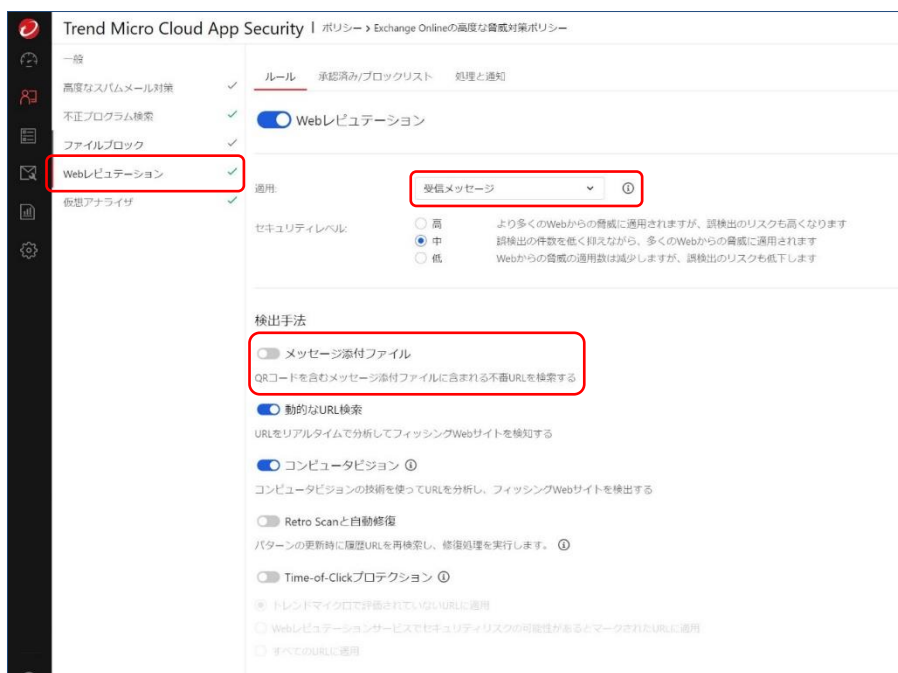 Trend Micro Cloud App Security | ポリシー > Exchange Onlineの高度な脅威対策ポリシー
一般
高度なスパムメール対策
不正プログラム検索
ファイルブロック
Webレピュテーション
仮想アナライザ
ルール 承認済み/ブロックリスト 処理と通知
Webレピュテーション
適用: 受信メッセージ
セキュリティレベル: 高 より多くのWebからの脅威に適用されますが、誤検出のリスクも高くなります
中 誤検出の件数を低く抑えながら、多くのWebからの脅威に適用されます
低 Webからの脅威の適用数は減少しますが、誤検出のリスクも低下します
検出手法
メッセージ添付ファイル
QRコードを含むメッセージ添付ファイルに含まれる不審URLを検索する
動的なURL検索
URLをリアルタイムで分析してフィッシングWebサイトを検知する
コンピュータビジョン
コンピュータビジョンの技術を使ってURLを分析し、フィッシングWebサイトを検出する
Retro Scanと自動修復
パターンの更新時に履歴URLを再検索し、修復処理を実行します。
Time-of-Clickプロテクション
トレンドマイクロで評価されていないURLに適用
Webレピュテーションサービスでセキュリティリスクの可能性があるとマークされたURLに適用
すべてのURLに適用